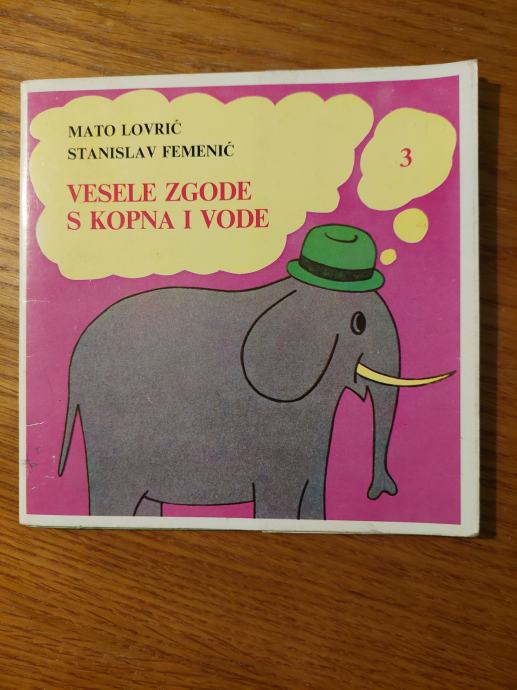 MATO LOVRIĆ
STANISLAV FEMENIĆ
VESELE ZGODE
S KOPNA I VODE
3